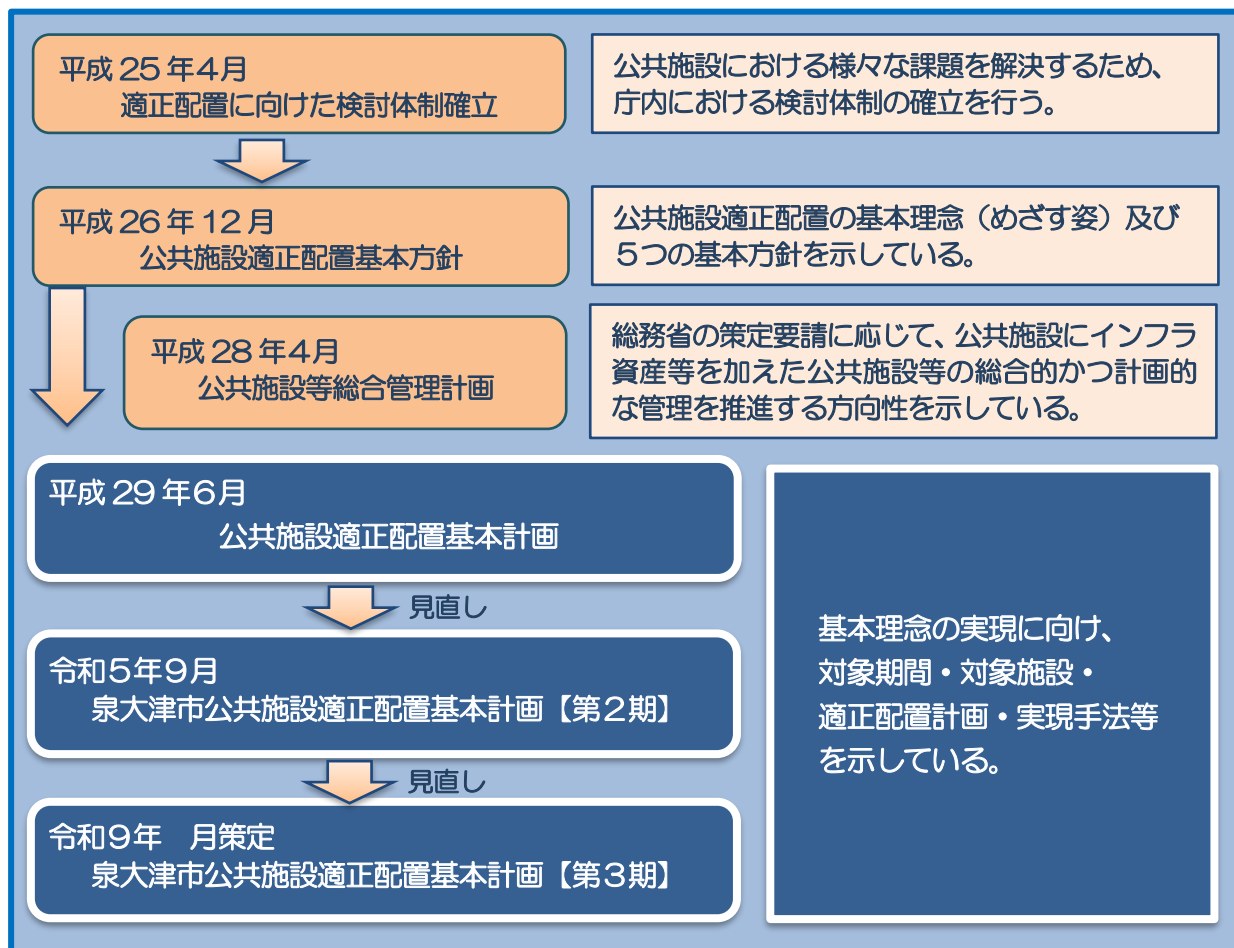 平成25年4月
適正配置に向けた検討体制確立
公共施設における様々な課題を解決するため、
庁内における検討体制の確立を行う。
平成26年12月
公共施設適正配置基本方針
公共施設適正配置の基本理念（めざす姿）及び
５つの基本方針を示している。
平成28年4月
公共施設等総合管理計画
総務省の策定要請に応じて、公共施設にインフラ
資産等を加えた公共施設等の総合的かつ計画的
な管理を推進する方向性を示している。
平成29年6月
公共施設適正配置基本計画
見直し
令和5年9月
泉大津市公共施設適正配置基本計画【第２期】
見直し
令和９年　月策定
泉大津市公共施設適正配置基本計画【第３期】
基本理念の実現に向け、
対象期間・対象施設・
適正配置計画・実現手法等
を示している。